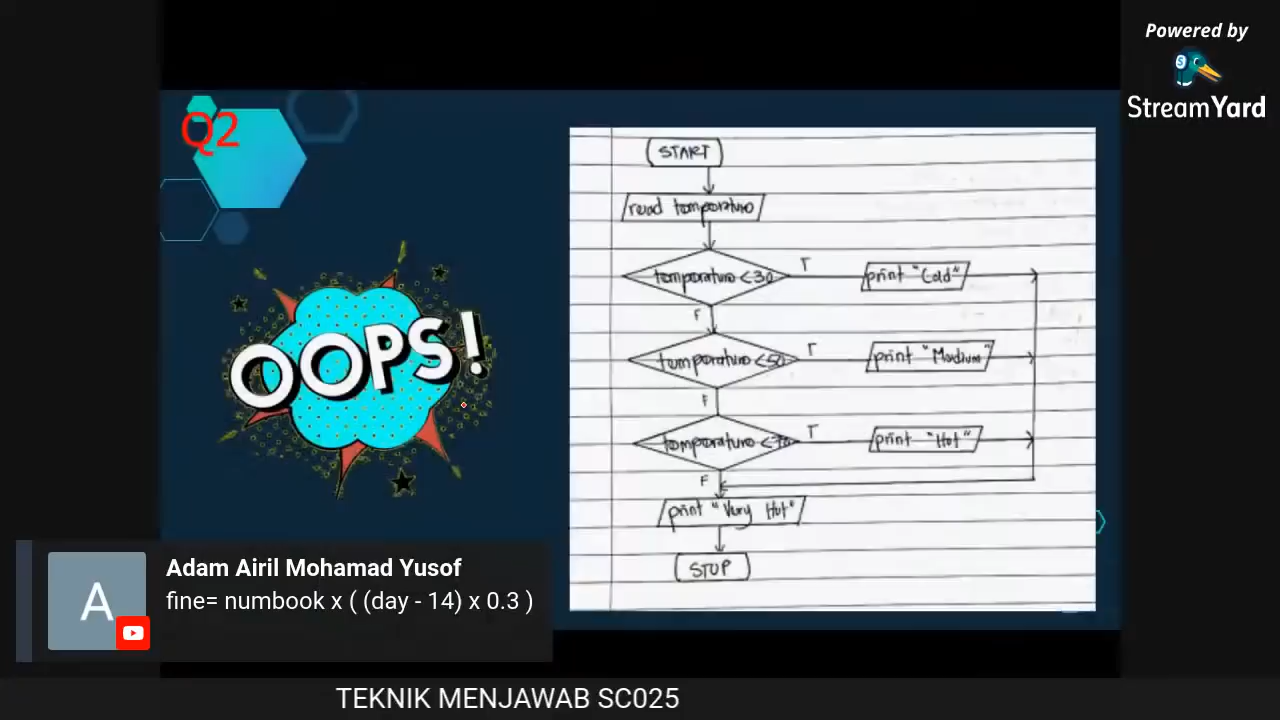 Powered by
StreamYard
Q2
START
read temperature
temperature <30
T
print "Cold"
F
temperature <50
T
print "Medium"
F
temperature <70
T
print "Hot"
F
print "Very Hot"
STOP
OOPS!
A
Adam Airil Mohamad Yusof
fine= numbook x ( (day - 14) x 0.3 )
TEKNIK MENJAWAB SC025